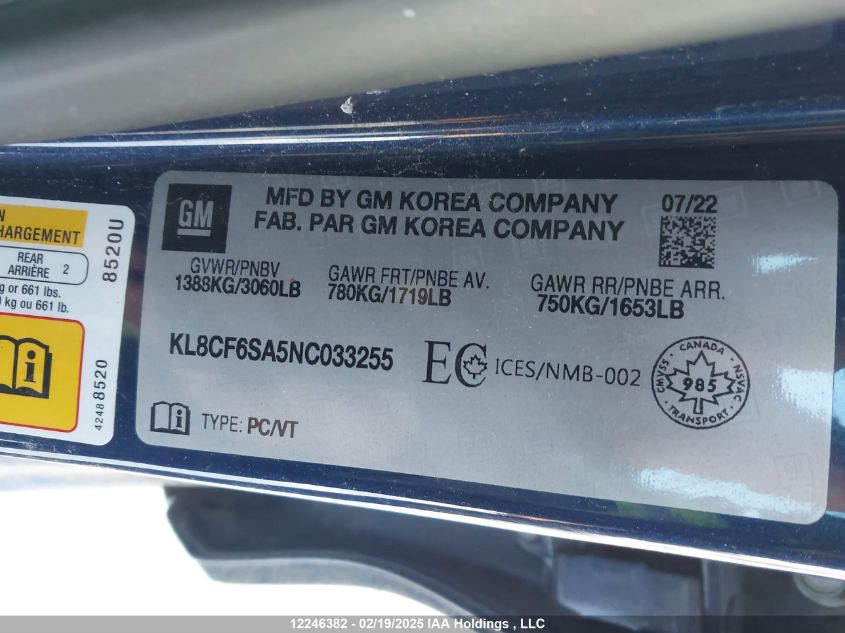 GM
MFD BY GM KOREA COMPANY
FAB. PAR GM KOREA COMPANY
07/22
GVWR/PNBV
1388KG/3060LB
GAWR FRT/PNBE AV.
780KG/1719LB
GAWR RR/PNBE ARR.
750KG/1653LB
KL8CF6SA5NC033255
EC
ICES/NMB-002
CANADA
CMVSS
985
NSVAC
TRANSPORT
TYPE: PC/VT
HARGEMENT
REAR
ARRIÈRE 2
or 661 lbs.
kg ou 661 lb.
8520U
42488520
12246382 - 02/19/2025 IAA Holdings , LLC